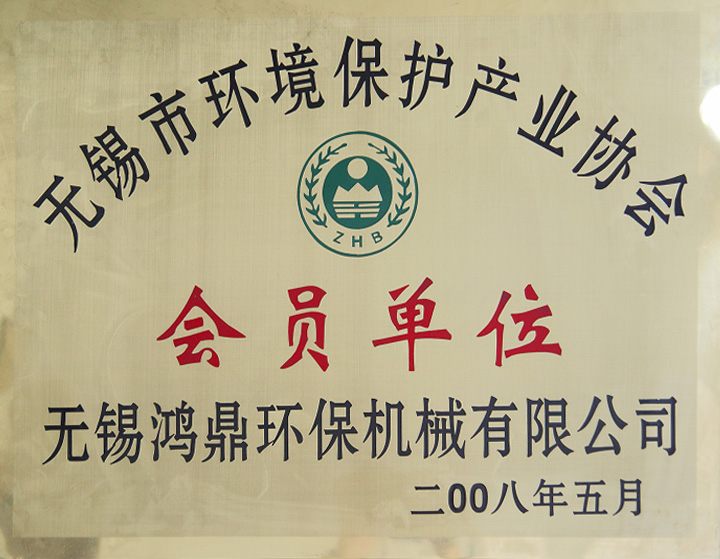 无锡市环境保护产业协会
ZHB
会员单位
无锡鸿鼎环保机械有限公司
二00八年五月